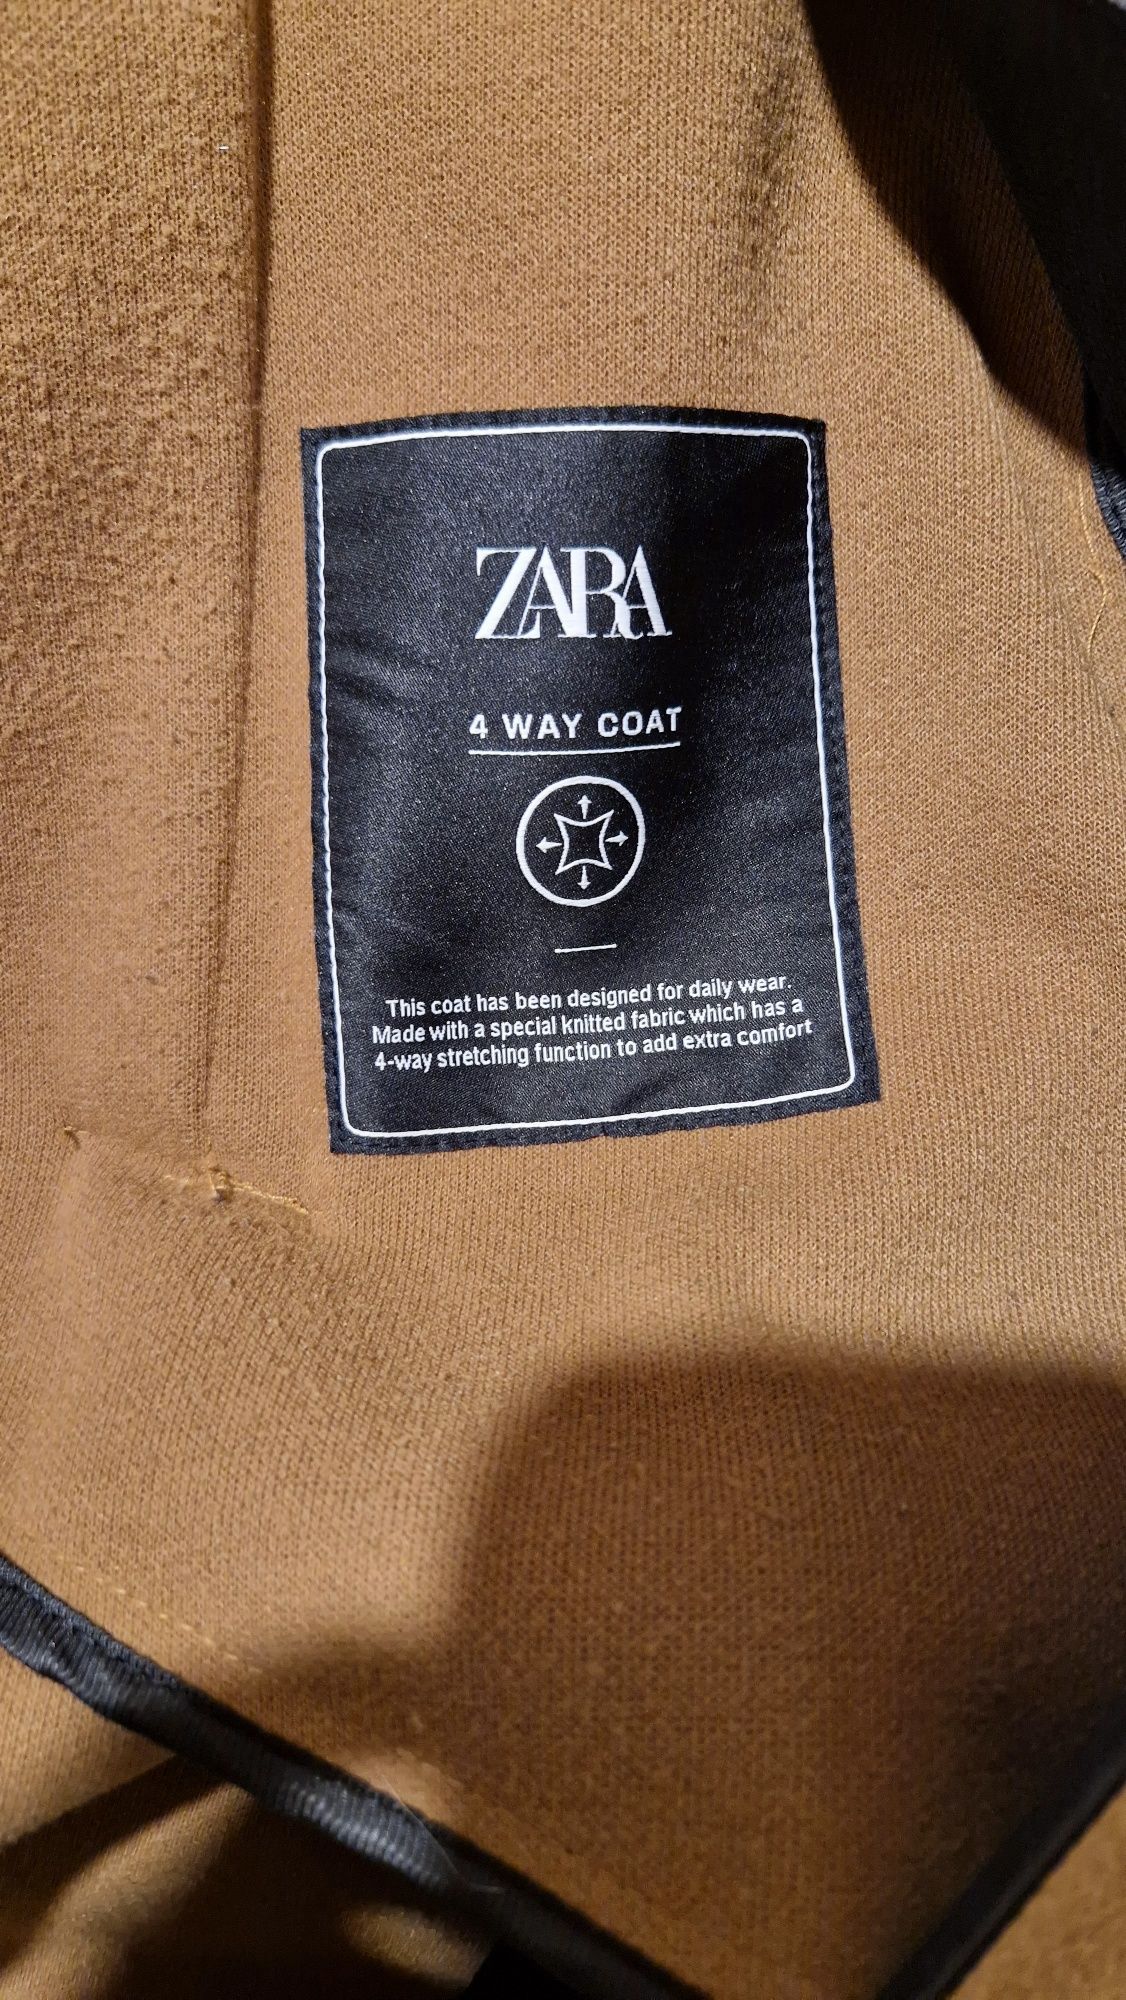 ZARA
4 WAY COAT
This coat has been designed for daily wear.
Made with a special knitted fabric which has a
4-way stretching function to add extra comfort